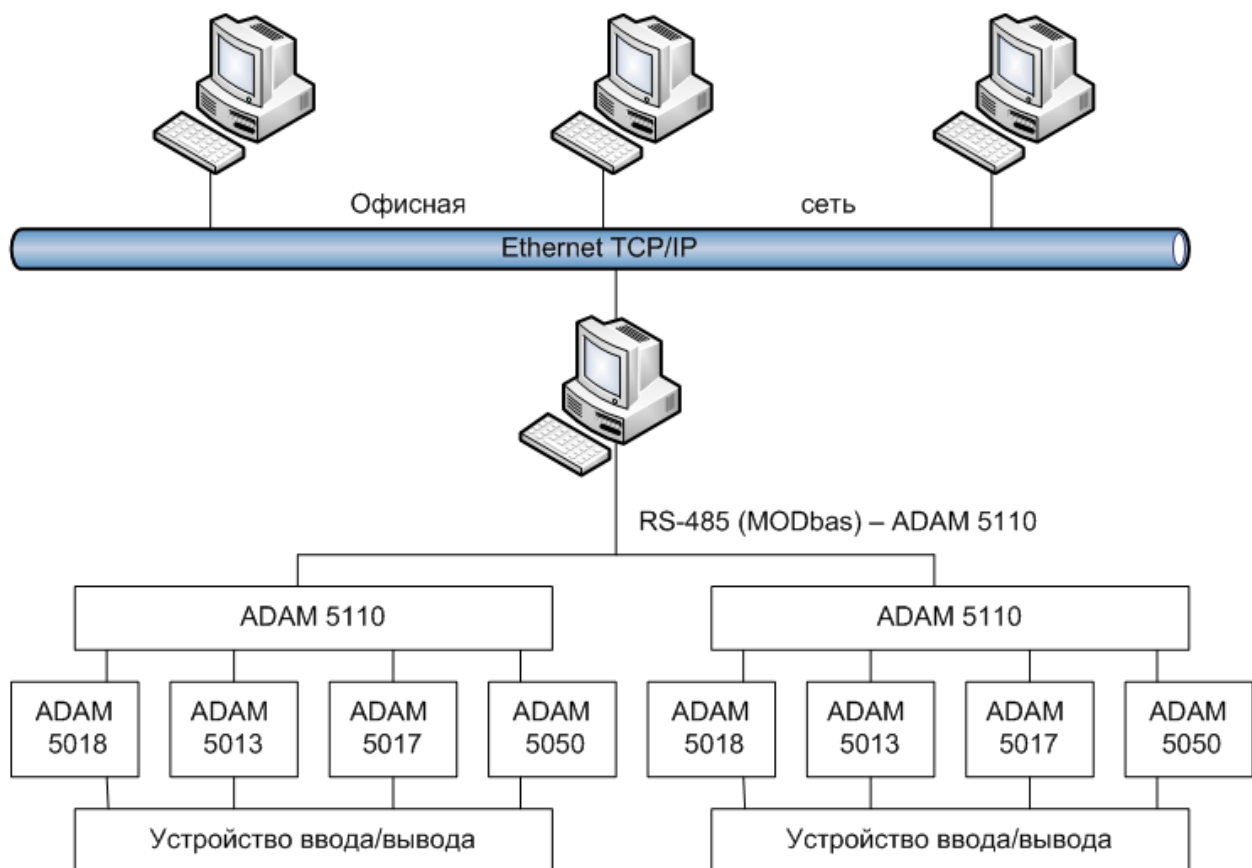 Офисная сеть
Ethernet TCP/IP
RS-485 (MODbas) – ADAM 5110
ADAM 5110
ADAM 5110
ADAM
5018
ADAM
5013
ADAM
5017
ADAM
5050
ADAM
5018
ADAM
5013
ADAM
5017
ADAM
5050
Устройство ввода/вывода
Устройство ввода/вывода